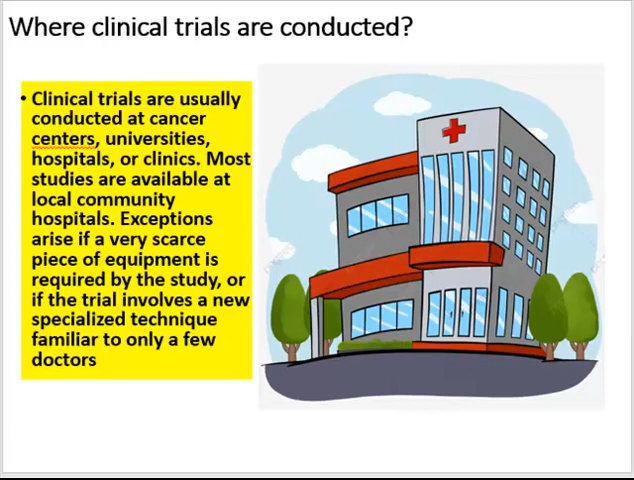 Where clinical trials are conducted?
• Clinical trials are usually
conducted at cancer
centers, universities,
hospitals, or clinics. Most
studies are available at
local community
hospitals. Exceptions
arise if a very scarce
piece of equipment is
required by the study, or
if the trial involves a new
specialized technique
familiar to only a few
doctors